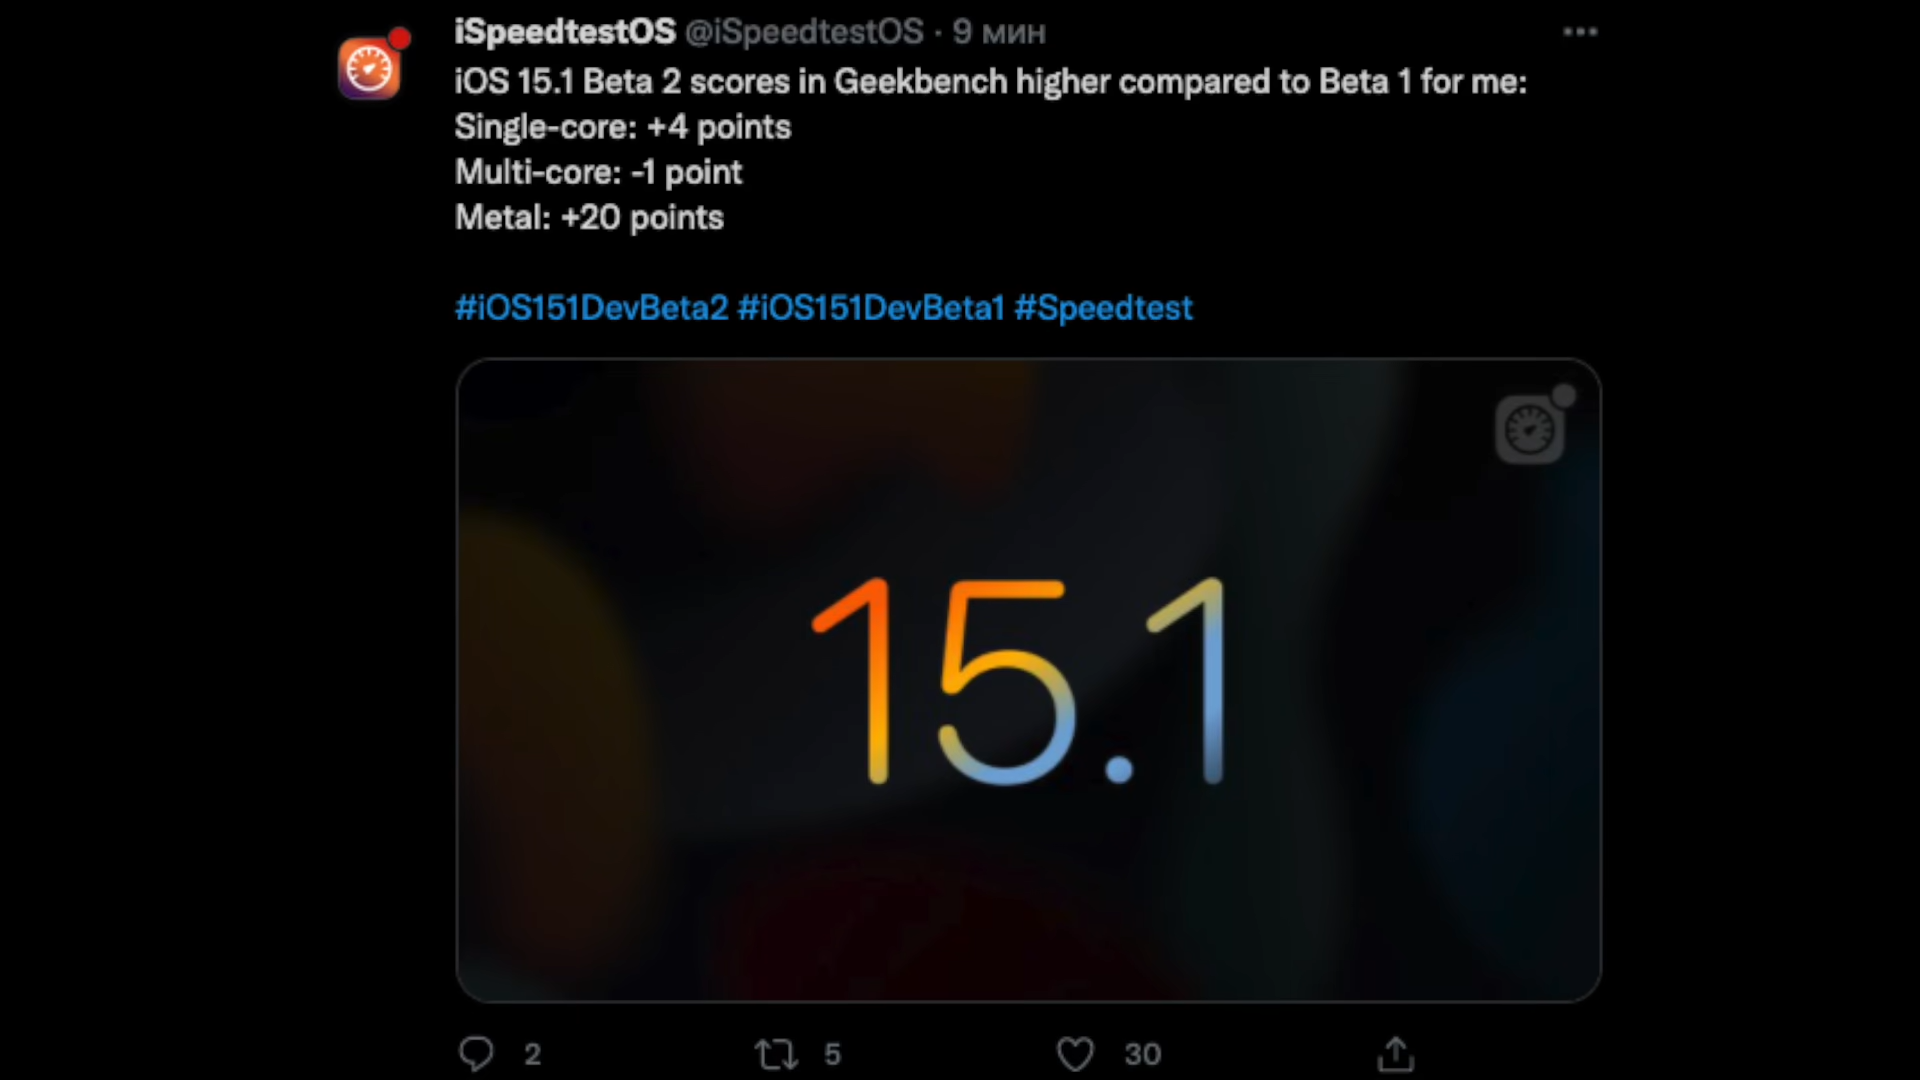 iSpeedtestOS @iSpeedtestOS · 9 мин
iOS 15.1 Beta 2 scores in Geekbench higher compared to Beta 1 for me:
Single-core: +4 points
Multi-core: -1 point
Metal: +20 points
#iOS151DevBeta2 #iOS151DevBeta1 #Speedtest
15.1
2 5 30